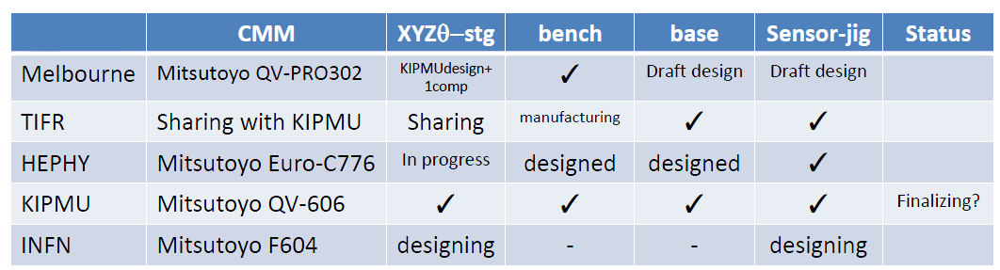 CMM XYZθ–stg bench base Sensor-jig Status
Melbourne Mitsutoyo QV-PRO302 KIPMUdesign+ 1comp ✓ Draft design Draft design
TIFR Sharing with KIPMU Sharing manufacturing ✓ ✓
HEPHY Mitsutoyo Euro-C776 In progress designed designed ✓
KIPMU Mitsutoyo QV-606 ✓ ✓ ✓ ✓ Finalizing?
INFN Mitsutoyo F604 designing - - designing